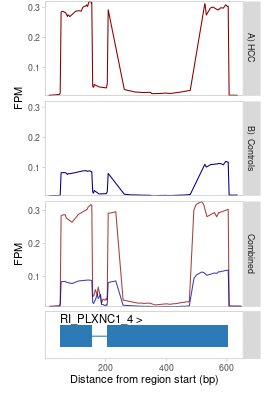 0.3
0.2
0.1
A) HCC
FPM
0.3
0.2
0.1
B) Controls
FPM
0.3
0.2
0.1
Combined
RI_PLXNC1_4 >
200
400
600
Distance from region start (bp)